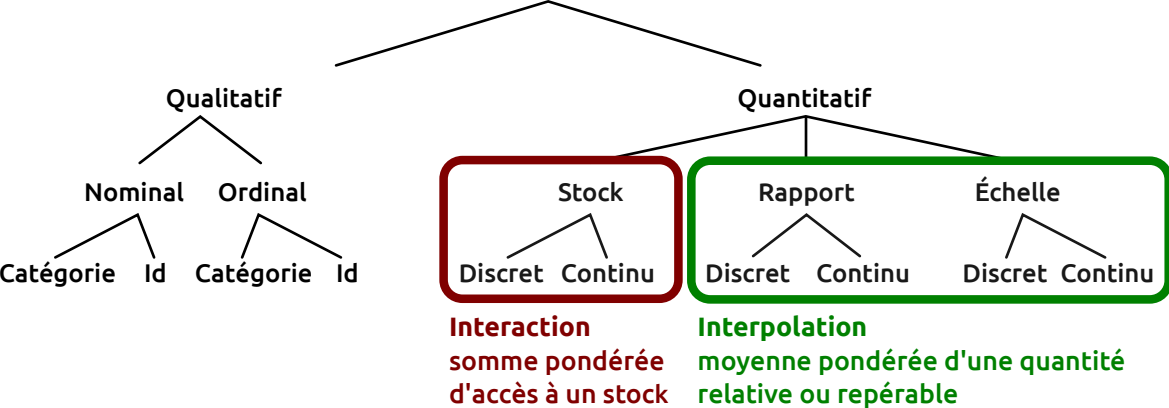 Qualitatif Quantitatif
Nominal Ordinal Stock Rapport Échelle
Catégorie Id Catégorie Id Discret Continu Discret Continu Discret Continu
Interaction
somme pondérée
d'accès à un stock
Interpolation
moyenne pondérée d'une quantité
relative ou repérable